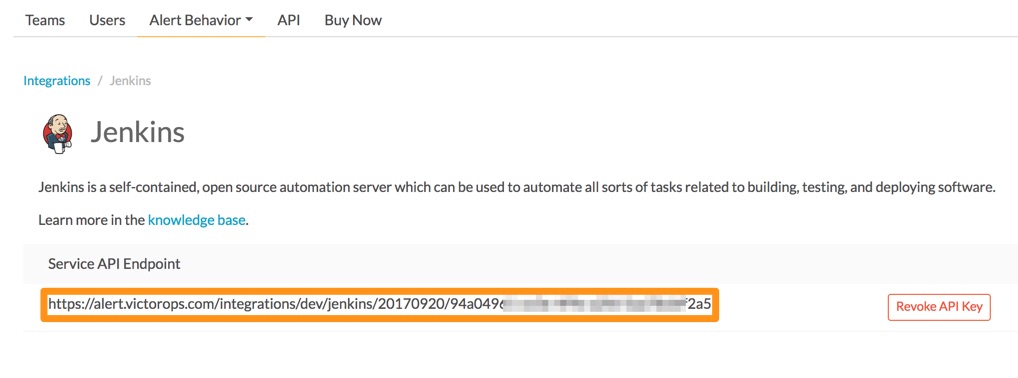 Teams Users Alert Behavior API Buy Now
Integrations / Jenkins
Jenkins
Jenkins is a self-contained, open source automation server which can be used to automate all sorts of tasks related to building, testing, and deploying software.
Learn more in the knowledge base.
Service API Endpoint
https://alert.victorops.com/integrations/dev/jenkins/20170920/94a049 f2a5
Revoke API Key